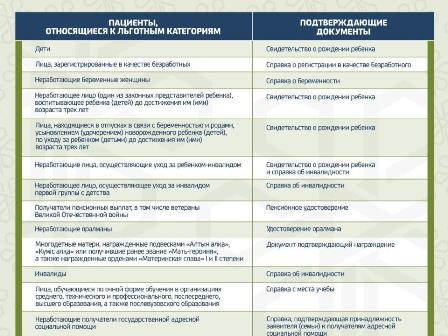 ПАЦИЕНТЫ,
ОТНОСЯЩИЕСЯ К ЛЬГОТНЫМ КАТЕГОРИЯМ
ПОДТВЕРЖДАЮЩИЕ
ДОКУМЕНТЫ
Дети
Свидетельство о рождении ребенка
Лица, зарегистрированные в качестве безработных
Справка о регистрации в качестве безработного
Неработающие беременные женщины
Справка о беременности
Неработающее лицо (один из законных представителей ребенка),
воспитывающее ребенка (детей) до достижения им (ими)
возраста трех лет
Свидетельство о рождении ребенка
Лица, находящиеся в отпусках в связи с беременностью и родами,
усыновлением (удочерением) новорожденного ребенка (детей),
по уходу за ребенком (детьми) до достижения им (ими)
возраста трех лет
Свидетельство о рождении ребенка
Неработающие лица, осуществляющие уход за ребенком-инвалидом
Свидетельство о рождении ребенка
и справка об инвалидности
Неработающее лицо, осуществляющее уход за инвалидом
первой группы с детства
Справка об инвалидности
Получатели пенсионных выплат, в том числе ветераны
Великой Отечественной войны
Пенсионное удостоверение
Неработающие оралманы
Удостоверение оралмана
Многодетные матери, награжденные подвесками «Алтын алка»,
«Кумiс алка» или получившие ранее звание «Мать-героиня»,
а также награжденные орденами «Материнская слава» I и II степени
Документ подтверждающий награждение
Инвалиды
Справка об инвалидности
Лица, обучающиеся по очной форме обучения в организациях
среднего, технического и профессионального, послесреднего,
высшего образования, а также послевузовского образования
Справка с места учебы
Неработающие получатели государственной адресной
социальной помощи
Справка, подтверждающая принадлежность
заявителя (семьи) к получателям адресной
социальной помощи